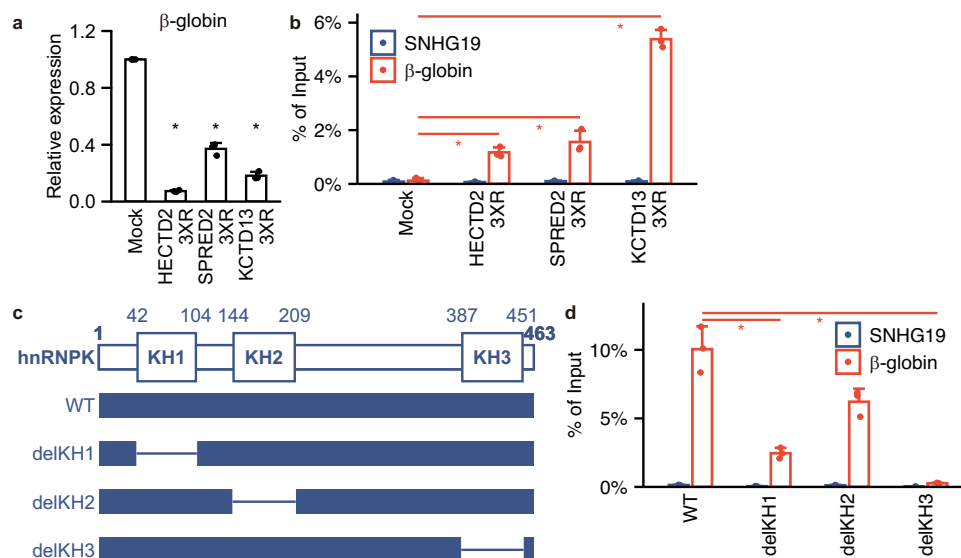 a
β-globin
Relative expression
1.2
0.8
0.4
0.0
* * *
Mock
HECTD2 3XR
SPRED2 3XR
KCTD13 3XR
b
SNHG19
β-globin
% of Input
6%
4%
2%
0%
*
*
*
Mock
HECTD2 3XR
SPRED2 3XR
KCTD13 3XR
c
42 104 144 209 387 451
1 463
hnRNPK KH1 KH2 KH3
WT
delKH1
delKH2
delKH3
d
SNHG19
β-globin
% of Input
10%
5%
0%
* *
WT
delKH1
delKH2
delKH3